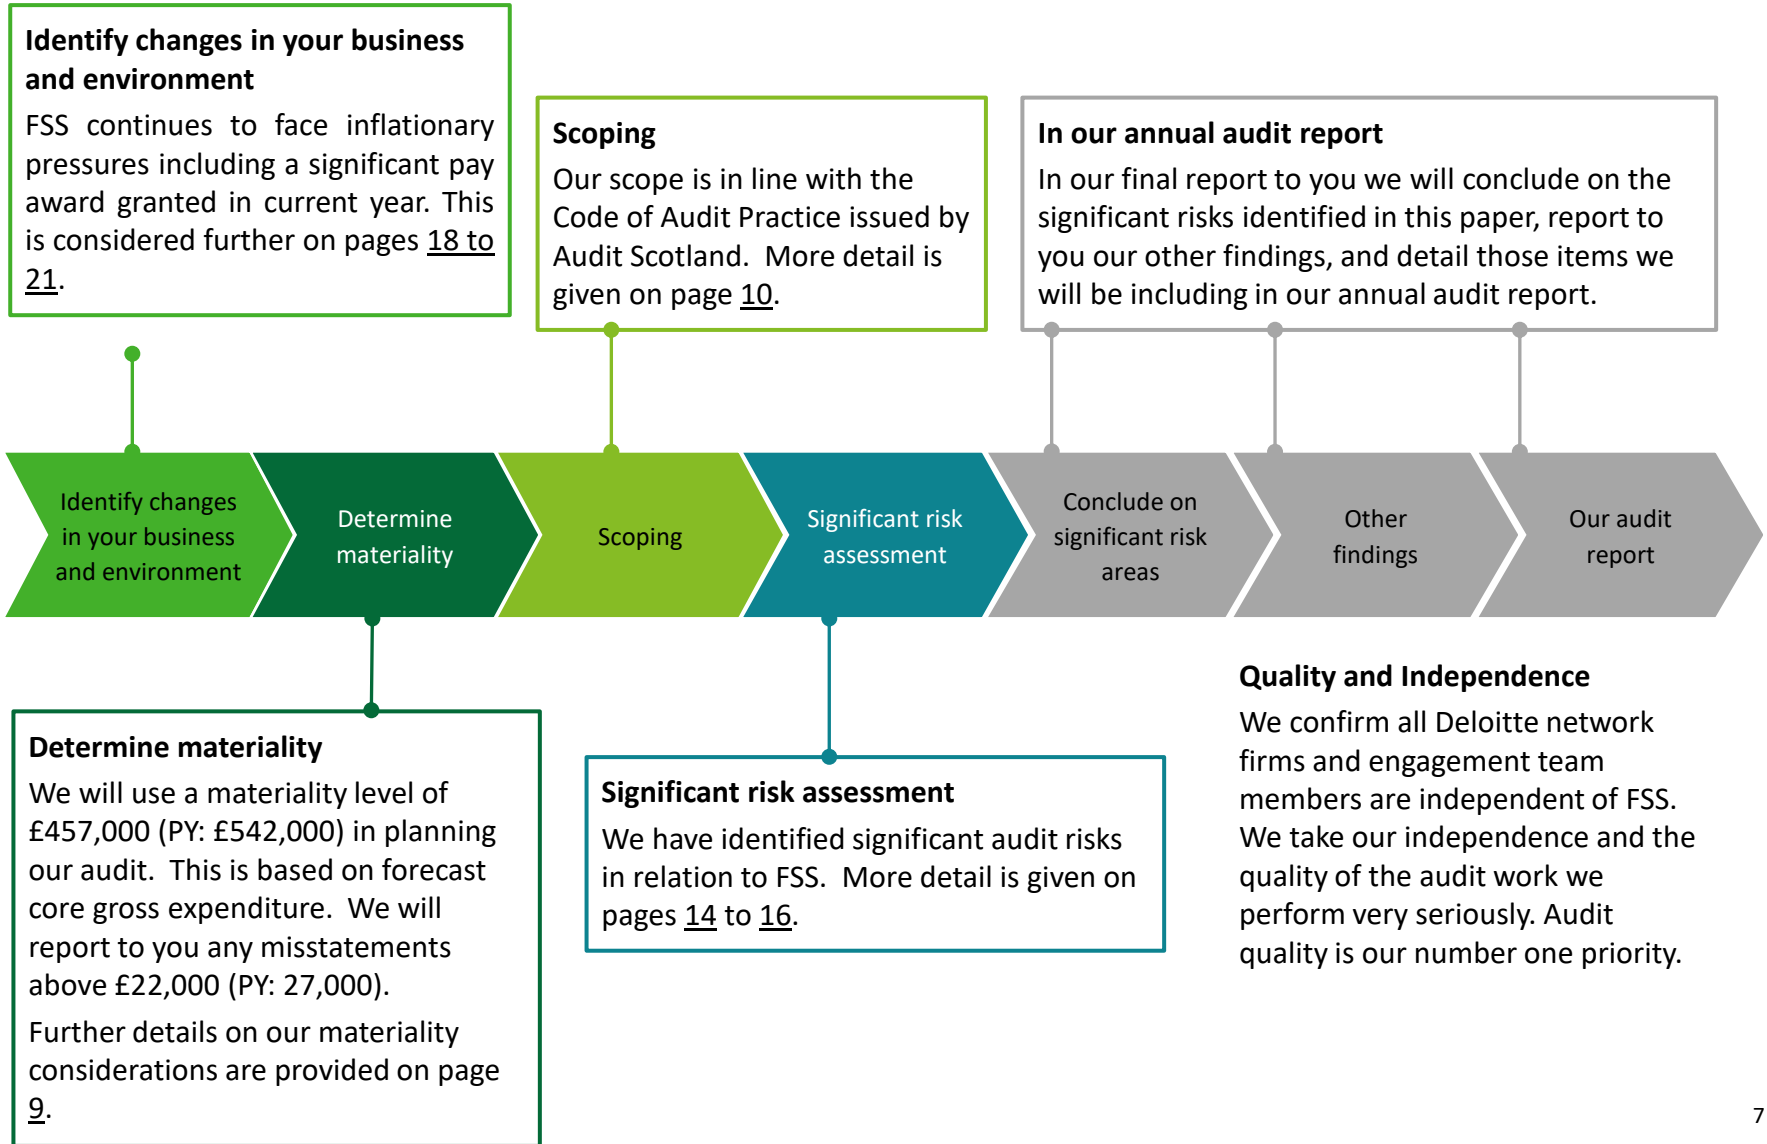 Identify changes in your business
and environment
FSS continues to face inflationary
pressures including a significant pay
award granted in current year. This
is considered further on pages 18 to
21.
Scoping
Our scope is in line with the
Code of Audit Practice issued by
Audit Scotland. More detail is
given on page 10.
In our annual audit report
In our final report to you we will conclude on the
significant risks identified in this paper, report to
you our other findings, and detail those items we
will be including in our annual audit report.
Identify changes
in your business
and environment
Determine
materiality
Scoping
Significant risk
assessment
Conclude on
significant risk
areas
Other
findings
Our audit
report
Determine materiality
We will use a materiality level of
£457,000 (PY: £542,000) in planning
our audit. This is based on forecast
core gross expenditure. We will
report to you any misstatements
above £22,000 (PY: 27,000).
Further details on our materiality
considerations are provided on page
9.
Significant risk assessment
We have identified significant audit risks
in relation to FSS. More detail is given on
pages 14 to 16.
Quality and Independence
We confirm all Deloitte network
firms and engagement team
members are independent of FSS.
We take our independence and the
quality of the audit work we
perform very seriously. Audit
quality is our number one priority.
7